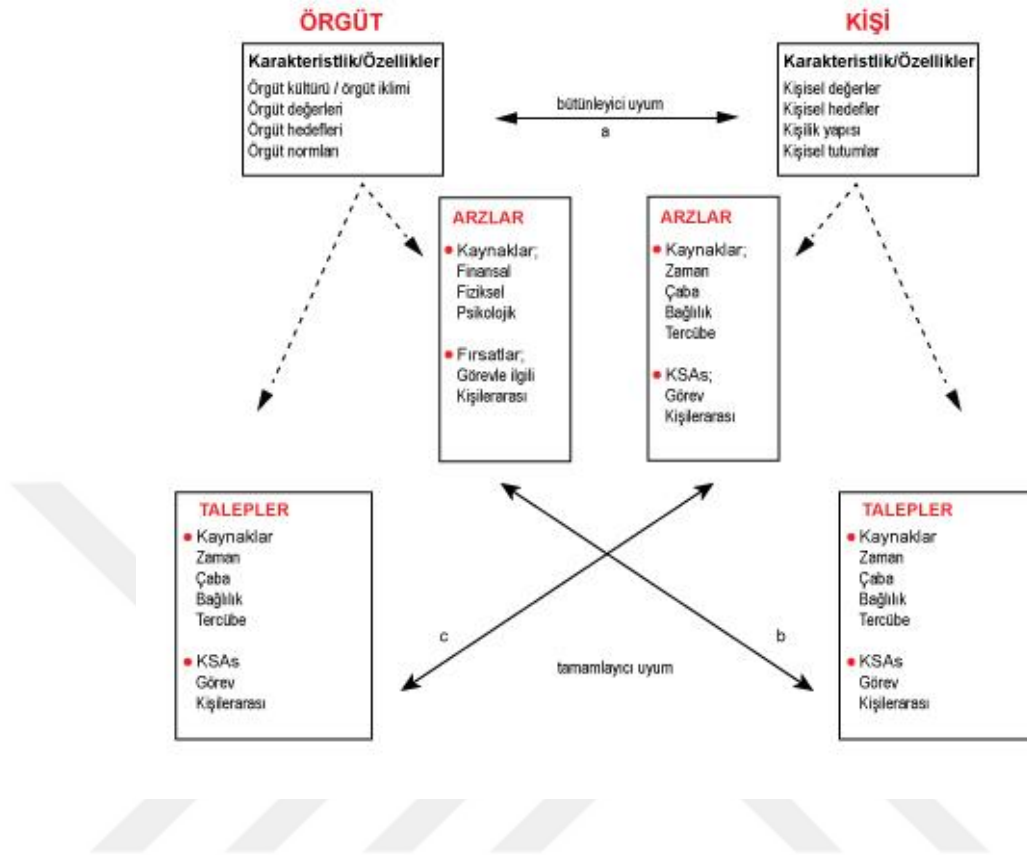 ÖRGÜT
Karakteristlik/Özellikler
Örgüt kültürü / örgüt iklimi
Örgüt değerleri
Örgüt hedefleri
Örgüt normları
bütünleyici uyum
a
KİŞİ
Karakteristlik/Özellikler
Kişisel değerler
Kişisel hedefler
Kişilik yapısı
Kişisel tutumlar
ARZLAR
Kaynaklar;
Finansal
Fiziksel
Psikolojik
Fırsatlar;
Görevle ilgili
Kişilerarası
ARZLAR
Kaynaklar;
Zaman
Çaba
Bağlılık
Tercübe
KSAs;
Görev
Kişilerarası
TALEPLER
Kaynaklar
Zaman
Çaba
Bağlılık
Tercübe
KSAs
Görev
Kişilerarası
c
b
tamamlayıcı uyum
TALEPLER
Kaynaklar
Zaman
Çaba
Bağlılık
Tercübe
KSAs
Görev
Kişilerarası